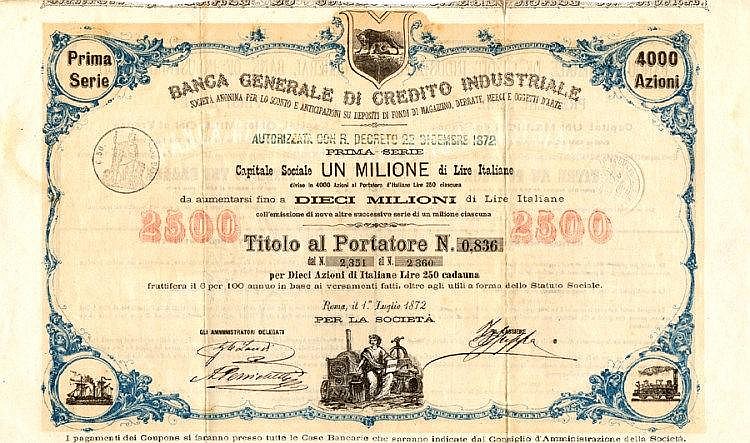 Prima
Serie
4000
Azioni
BANCA GENERALE DI CREDITO INDUSTRIALE
SOCIETÀ ANONIMA PER LO SCONTO E ANTICIPAZIONI SU DEPOSITI DI FONDI DI MAGAZZINO, DERRATE, MERCI E OGGETTI D'ARTE
AUTORIZZATA CON R. DECRETO 22 DICEMBRE 1872
PRIMA SERIE
Capitale Sociale UN MILIONE di Lire Italiane
diviso in 4000 Azioni al Portatore d'Italiane Lire 250 ciascuna
da aumentarsi fino a DIECI MILIONI di Lire Italiane
coll'emissione di nove altre successive serie di un milione ciascuna
2500 2500
Titolo al Portatore N. 0,836
dal N. 2,351 al N. 2360
per Dieci Azioni di Italiane Lire 250 cadauna
fruttifera il 6 per 100 annuo in base ai versamenti fatti, oltre agli utili a forma dello Statuto Sociale.
Roma, il 1° Luglio 1872
PER LA SOCIETÀ
GLI AMMINISTRATORI DELEGATI
CASSIERE
I pagamenti dei Coupons si faranno presso tutte le Case Bancarie che saranno indicate dal Consiglio d'Amministrazione della Società.